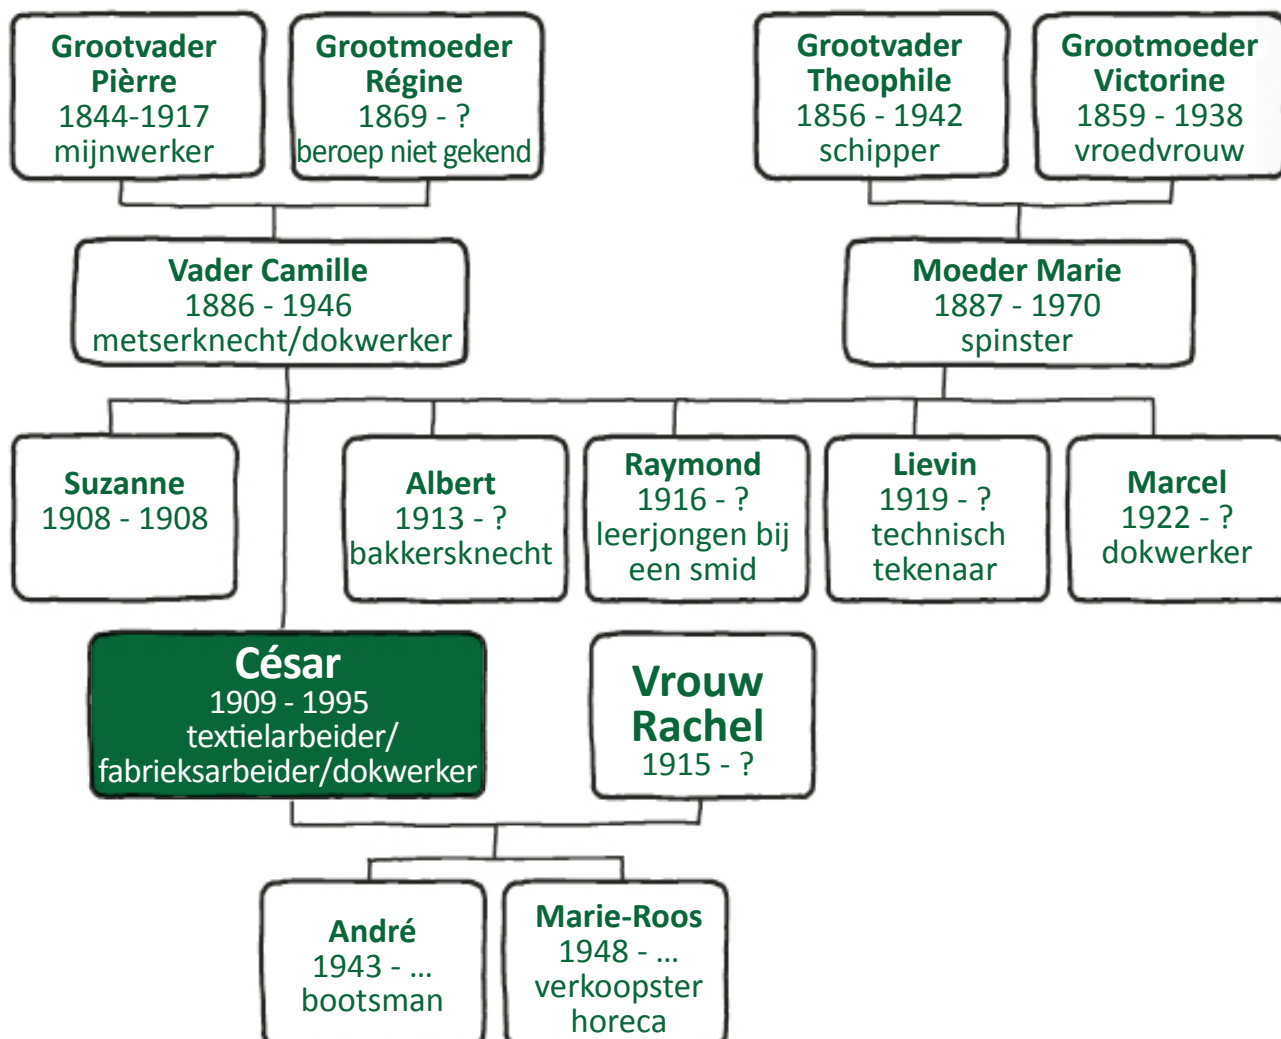 Grootvader
Pièrre
1844-1917
mijnwerker
Grootmoeder
Régine
1869 - ?
beroep niet gekend
Grootvader
Theophile
1856 - 1942
schipper
Grootmoeder
Victorine
1859 - 1938
vroedvrouw
Vader Camille
1886 - 1946
metserknecht/dokwerker
Moeder Marie
1887 - 1970
spinster
Suzanne
1908 - 1908
Albert
1913 - ?
bakkersknecht
Raymond
1916 - ?
leerjongen bij
een smid
Lievin
1919 - ?
technisch
tekenaar
Marcel
1922 - ?
dokwerker
César
1909 - 1995
textielarbeider/
fabrieksarbeider/dokwerker
Vrouw
Rachel
1915 - ?
André
1943 - ...
bootsman
Marie-Roos
1948 - ...
verkoopster
horeca